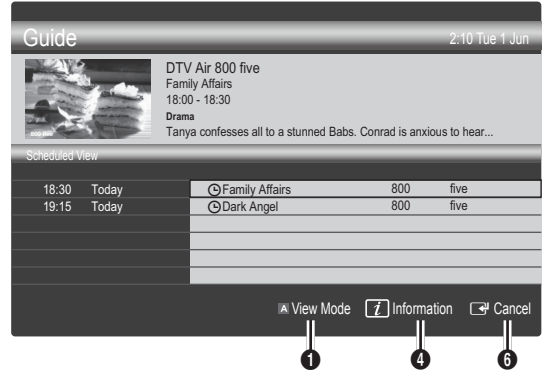 Guide 2:10 Tue 1 Jun
DTV Air 800 five
Family Affairs
18:00 - 18:30
Drama
Tanya confesses all to a stunned Babs. Conrad is anxious to hear...
800 five
Scheduled View
18:30 Today Family Affairs 800 five
19:15 Today Dark Angel 800 five
A View Mode i Information Cancel
1 4 6